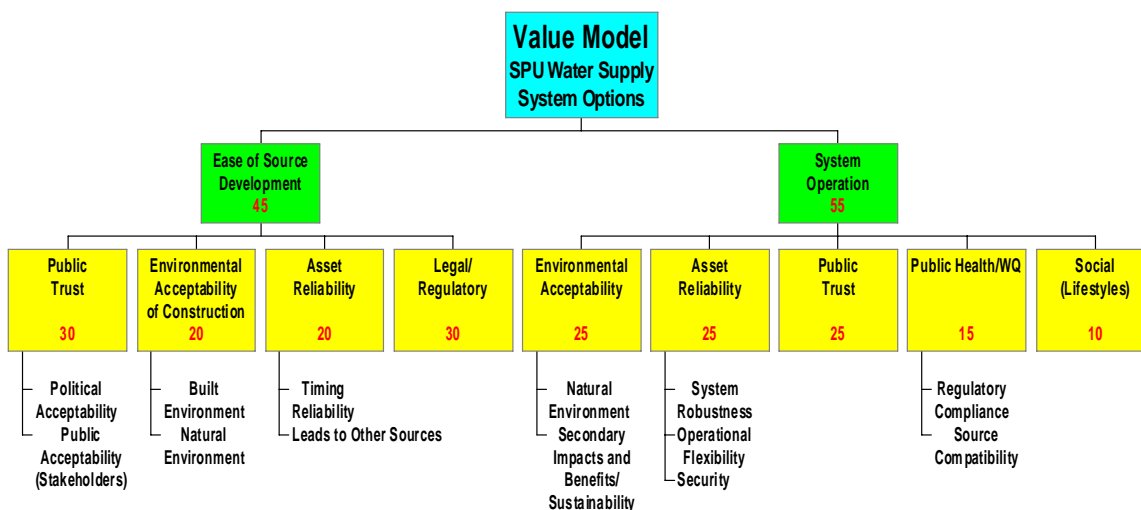 Value Model
SPU Water Supply
System Options
Ease of Source
Development
45
System
Operation
55
Public
Trust
30
Environmental
Acceptability
of Construction
20
Asset
Reliability
20
Legal/
Regulatory
30
Environmental
Acceptability
25
Asset
Reliability
25
Public
Trust
25
Public Health/WQ
15
Social
(Lifestyles)
10
Political
Acceptability
Public
Acceptability
(Stakeholders)
Built
Environment
Natural
Environment
Timing
Reliability
Leads to Other Sources
Natural
Environment
Secondary
Impacts and
Benefits/
Sustainability
System
Robustness
Operational
Flexibility
Security
Regulatory
Compliance
Source
Compatibility